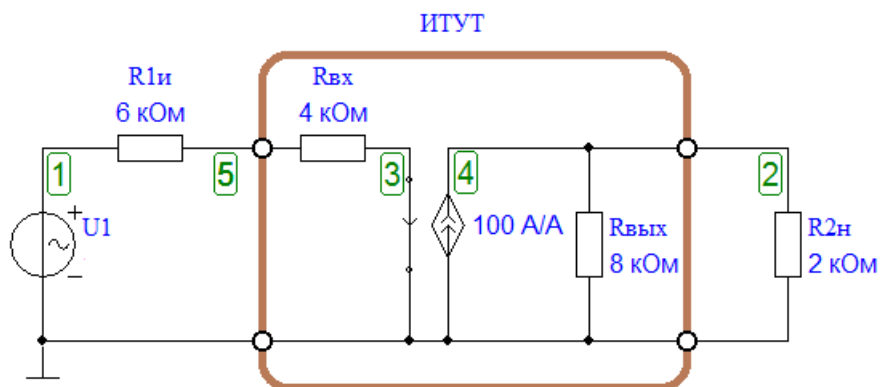 ИТУТ
R1и
6 кОм
Rвх
4 кОм
1
5
3
4
2
+
U1
−
100 А/А
Rвых
8 кОм
R2н
2 кОм